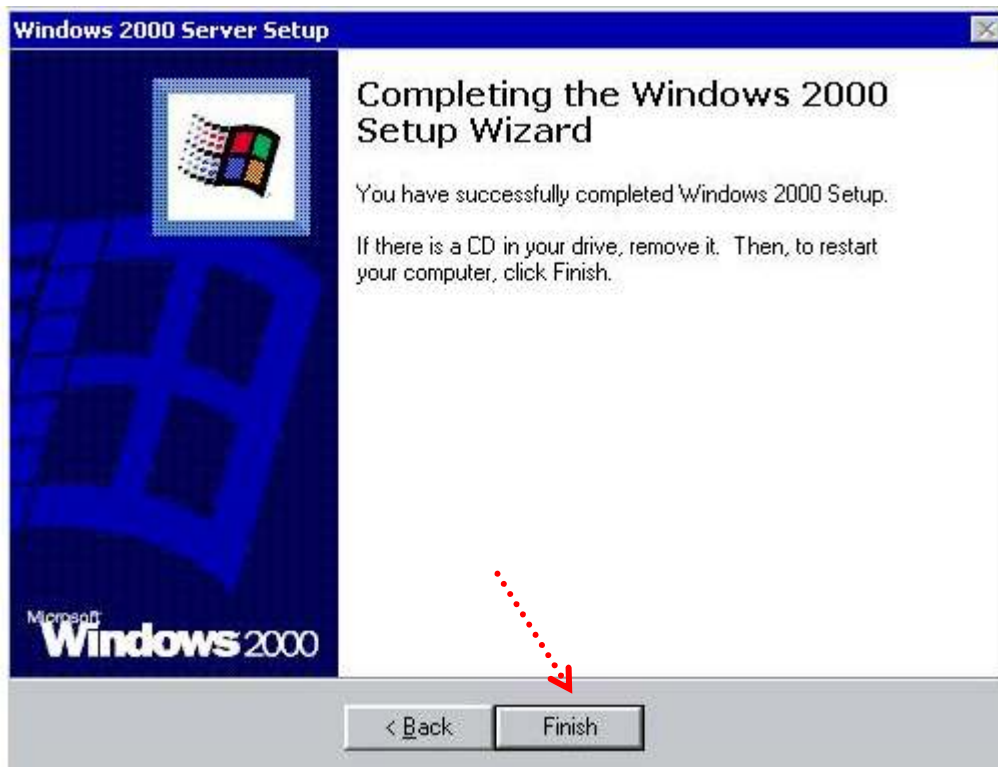 Windows 2000 Server Setup
Completing the Windows 2000
Setup Wizard
You have successfully completed Windows 2000 Setup.
If there is a CD in your drive, remove it. Then, to restart
your computer, click Finish.
Microsoft
Windows 2000
< Back
Finish